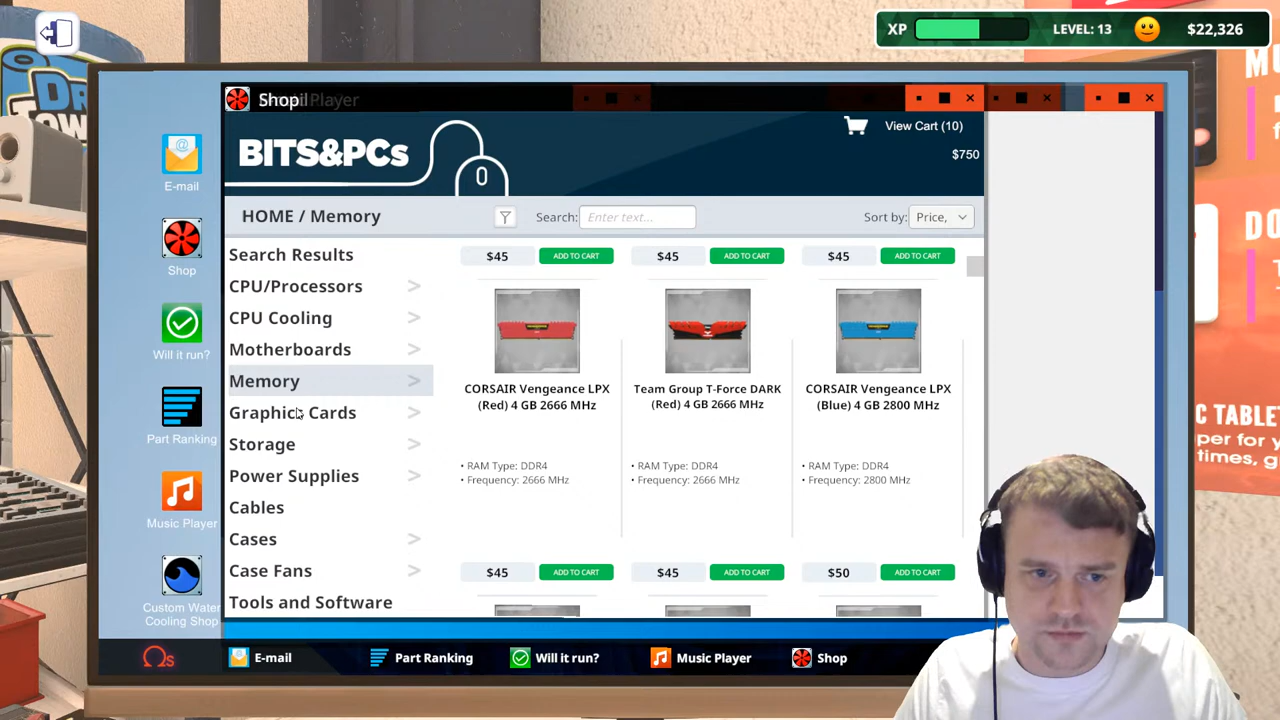 XP
LEVEL: 13
$22,326
Shop
Player
BITS&PCs
View Cart (10)
$750
HOME / Memory
Search:
Enter text...
Sort by:
Price,
E-mail
Shop
Will it run?
Part Ranking
Music Player
Custom Water
Cooling Shop
Search Results
CPU/Processors >
CPU Cooling >
Motherboards >
Memory >
Graphics Cards >
Storage >
Power Supplies >
Cables
Cases >
Case Fans >
Tools and Software
$45 ADD TO CART
$45 ADD TO CART
$45 ADD TO CART
CORSAIR Vengeance LPX
(Red) 4 GB 2666 MHz
• RAM Type: DDR4
• Frequency: 2666 MHz
$45 ADD TO CART
Team Group T-Force DARK
(Red) 4 GB 2666 MHz
• RAM Type: DDR4
• Frequency: 2666 MHz
$45 ADD TO CART
CORSAIR Vengeance LPX
(Blue) 4 GB 2800 MHz
• RAM Type: DDR4
• Frequency: 2800 MHz
$50 ADD TO CART
E-mail
Part Ranking
Will it run?
Music Player
Shop